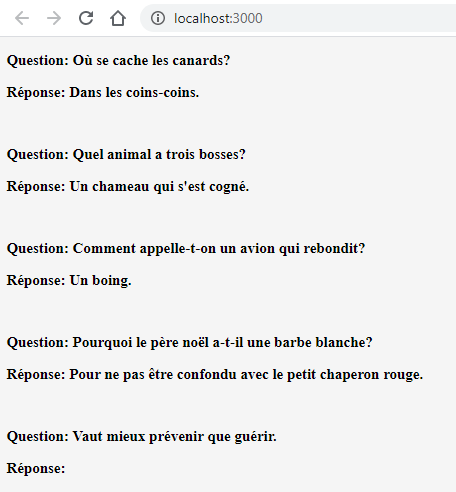 localhost:3000
Question: Où se cache les canards?
Réponse: Dans les coins-coins.
Question: Quel animal a trois bosses?
Réponse: Un chameau qui s'est cogné.
Question: Comment appelle-t-on un avion qui rebondit?
Réponse: Un boing.
Question: Pourquoi le père noël a-t-il une barbe blanche?
Réponse: Pour ne pas être confondu avec le petit chaperon rouge.
Question: Vaut mieux prévenir que guérir.
Réponse: